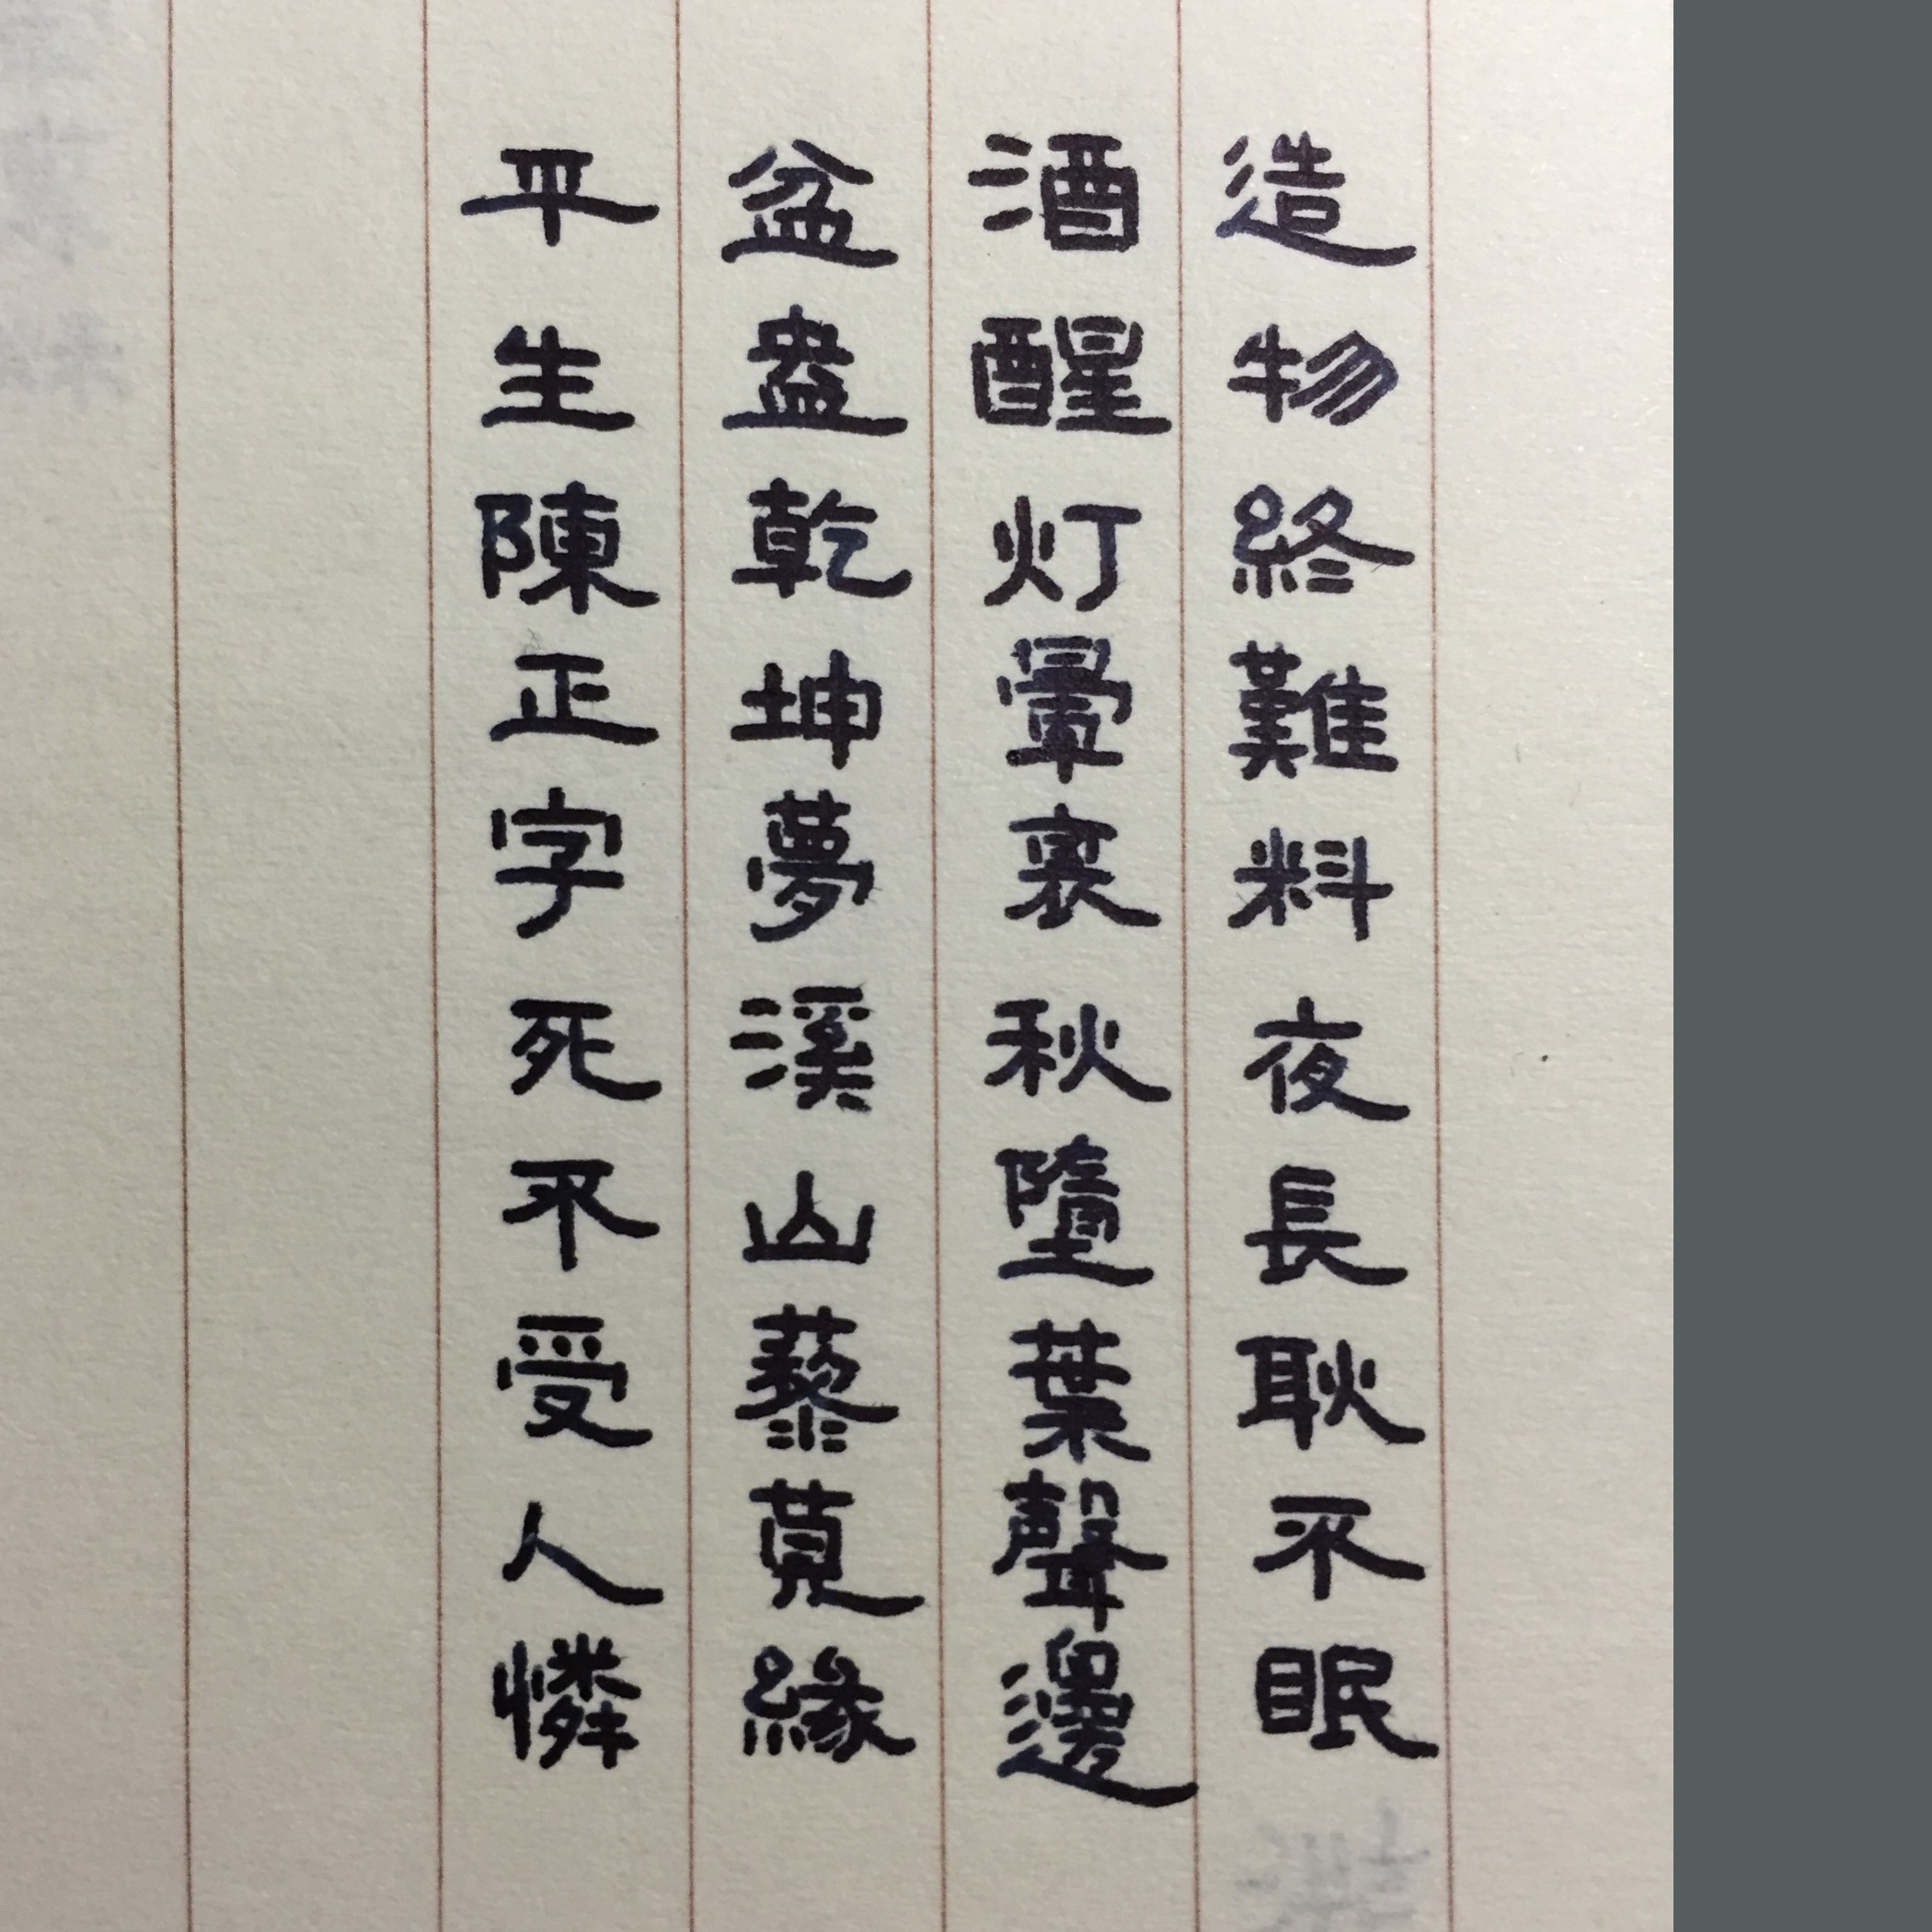 造物終難料夜長耿不眠
酒醒灯暈裏秋墮葉聲邊
盆盎乾坤夢溪山藜莧緣
平生陳正字死不受人憐